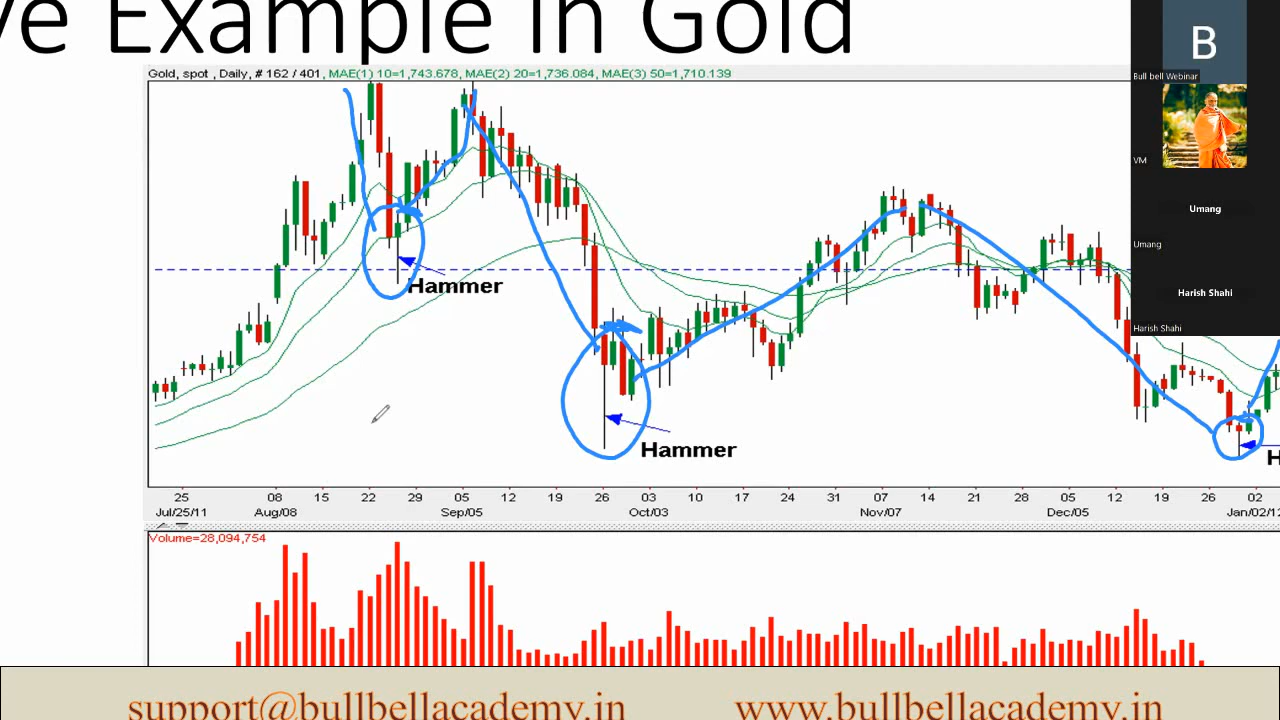 ve Example in Gold
B
Bull bell Webinar
VM
Umang
Umang
Harish Shahi
Harish Shahi
Gold, spot , Daily, # 162 / 401, MAE(1) 10=1,743.678, MAE(2) 20=1,736.084, MAE(3) 50=1,710.139
Hammer
Hammer
H
25 08 15 22 29 05 12 19 26 03 10 17 24 31 07 14 21 28 05 12 19 26 02
Jul/25/11 Aug/08 Sep/05 Oct/03 Nov/07 Dec/05 Jan/02/12
Volume=28,094,754
support@bullbellacademy.in www.bullbellacademy.in